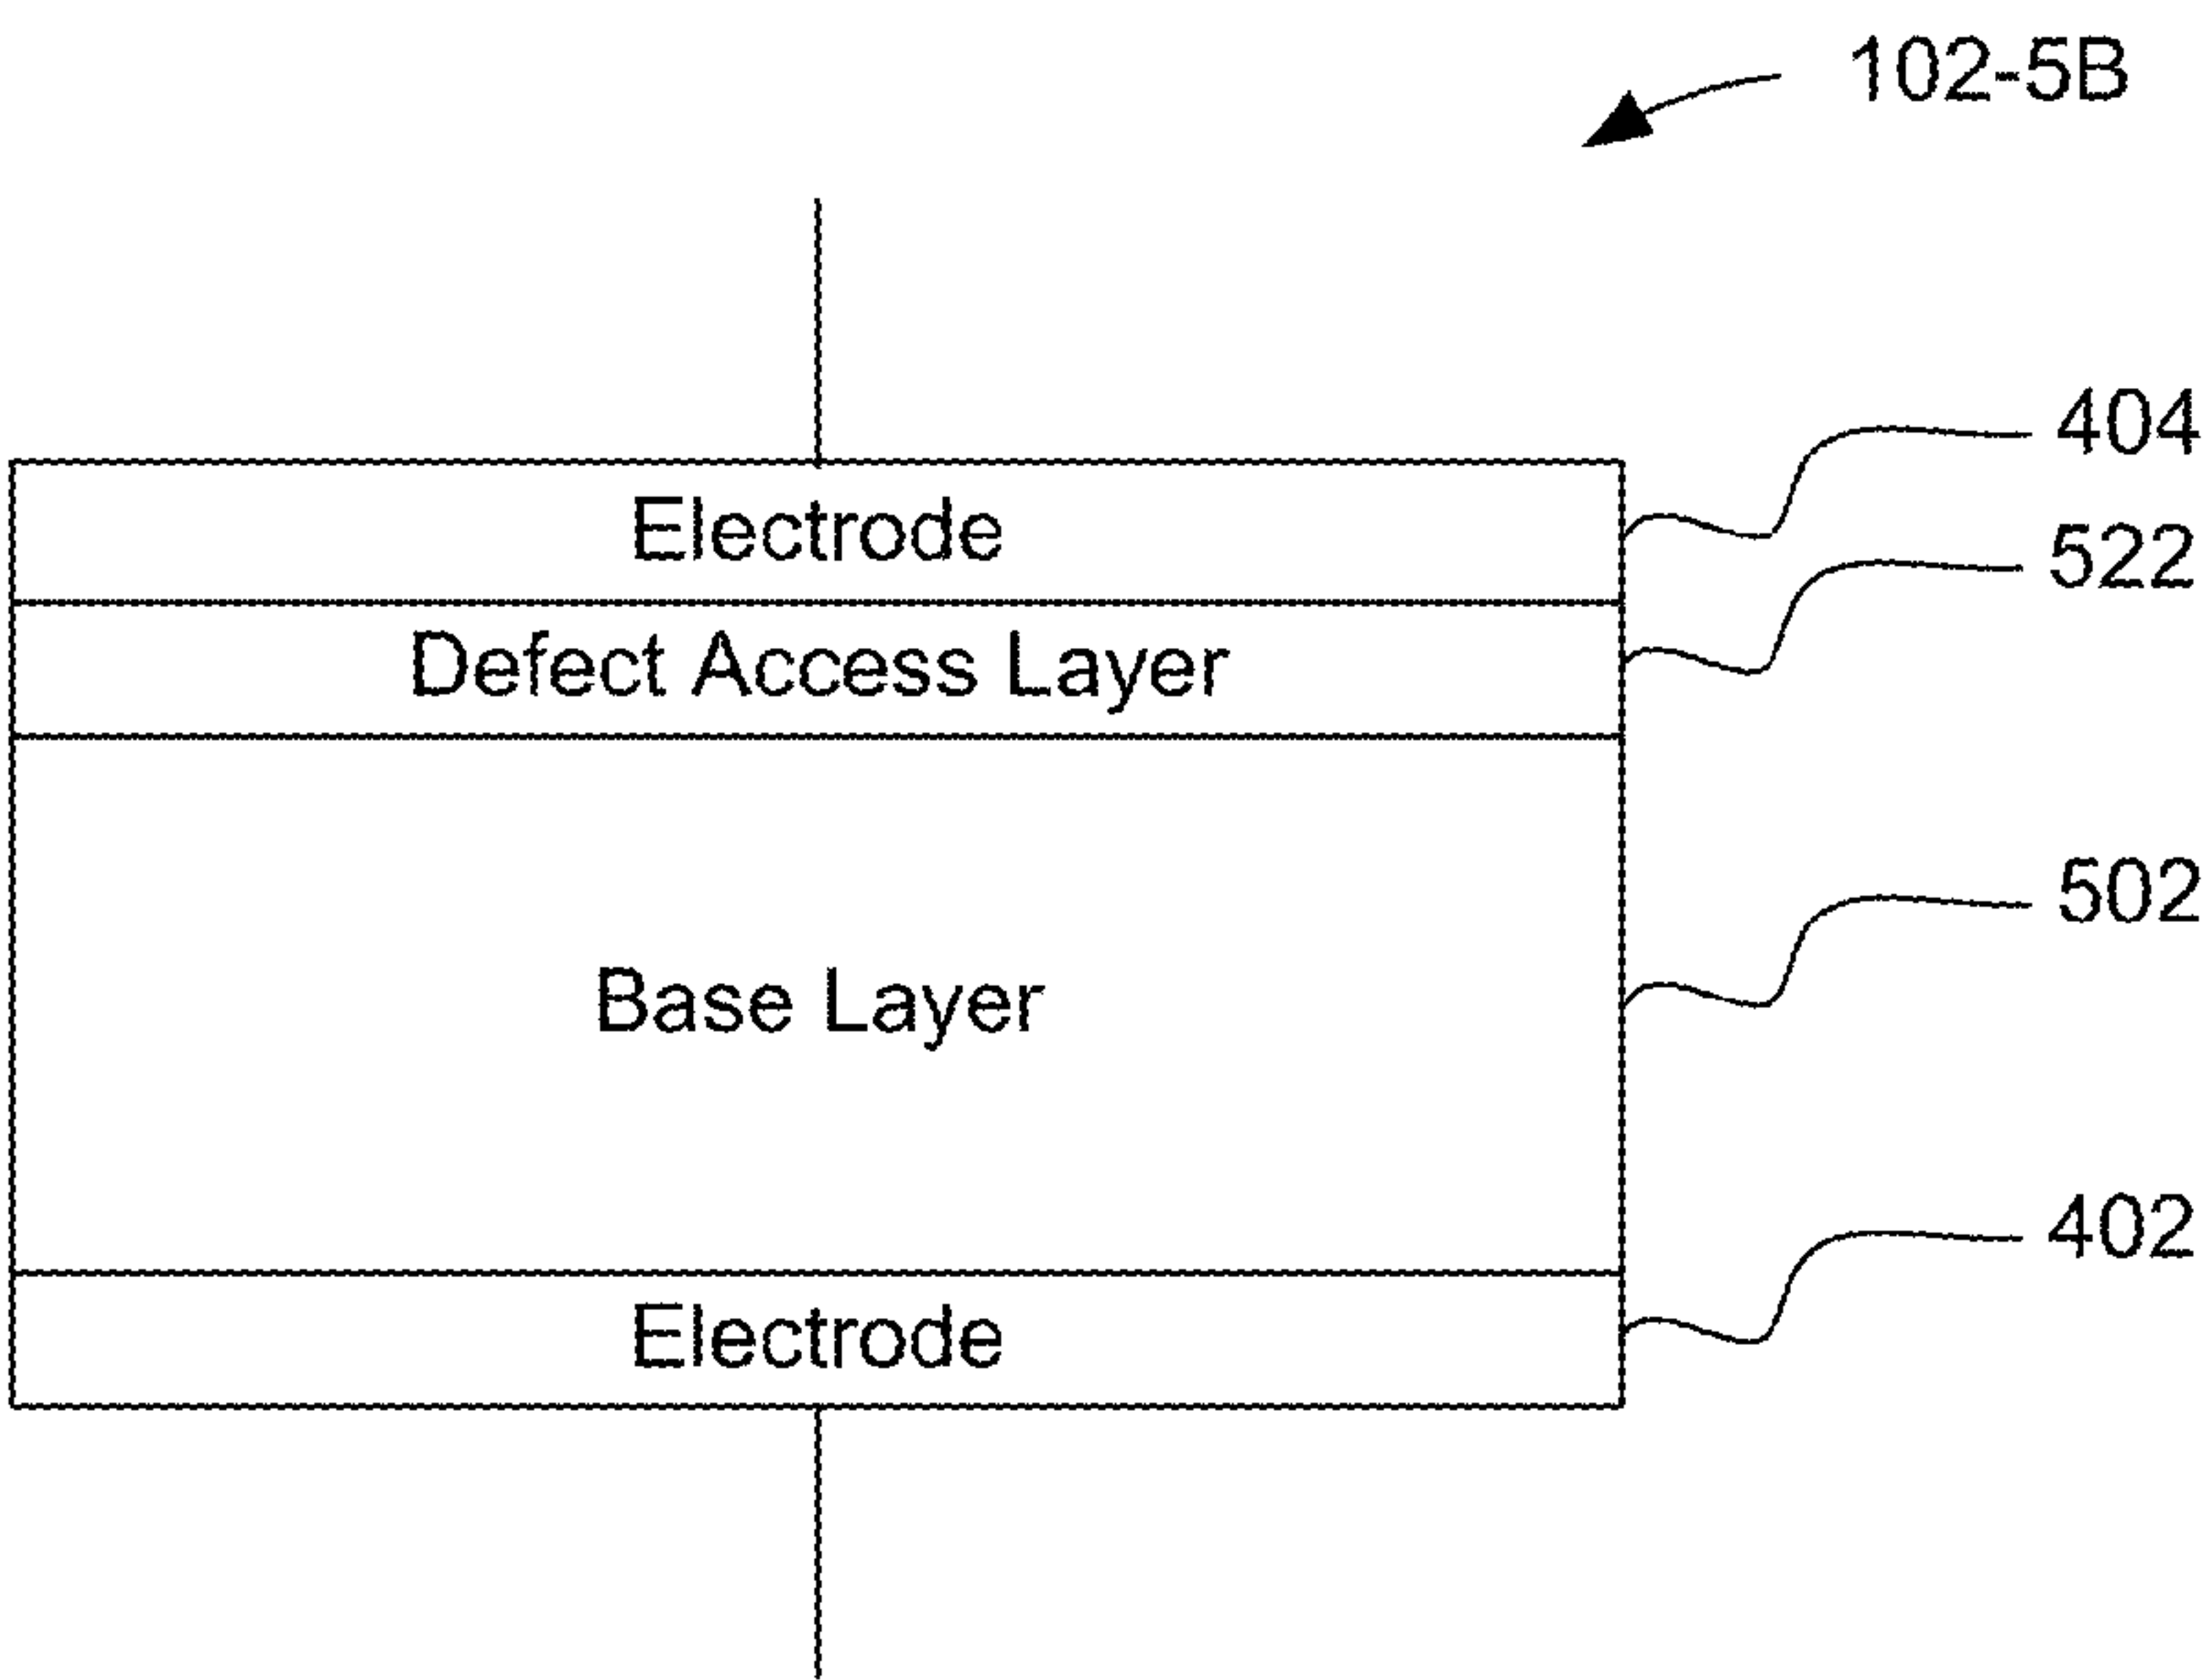 102-5B
404
Electrode
522
Defect Access Layer
502
Base Layer
402
Electrode